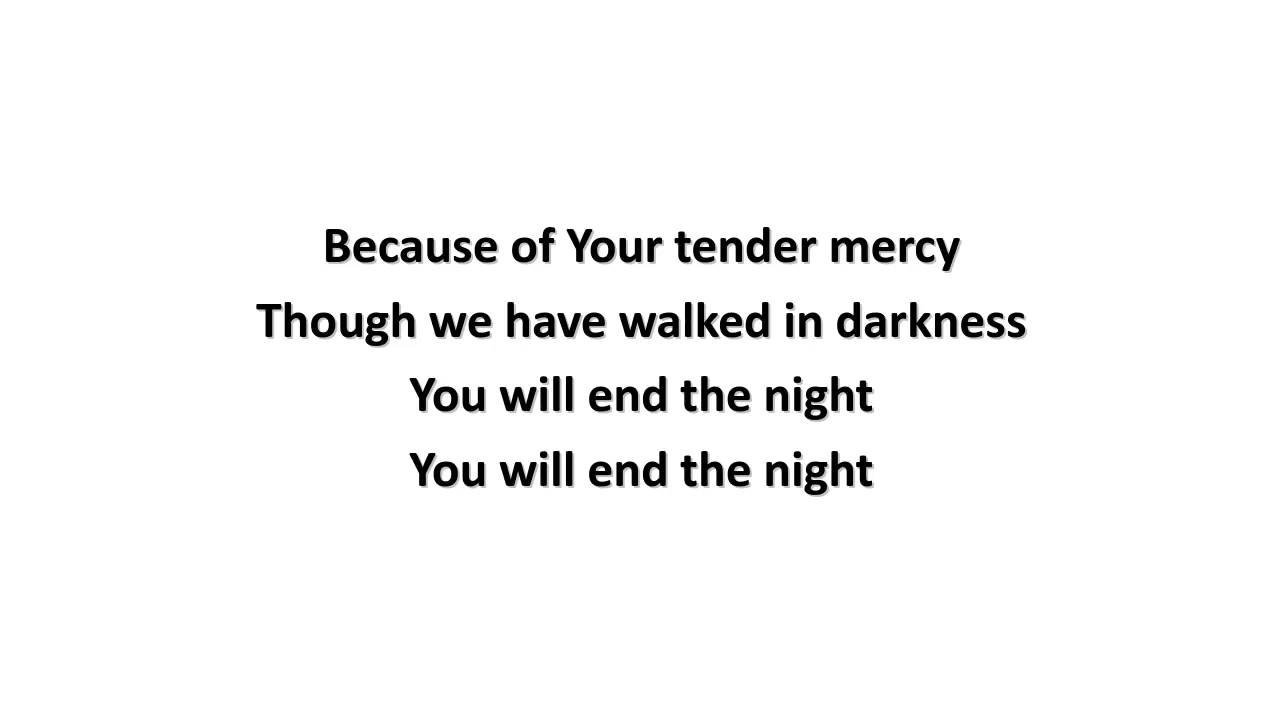 Because of Your tender mercy
Though we have walked in darkness
You will end the night
You will end the night